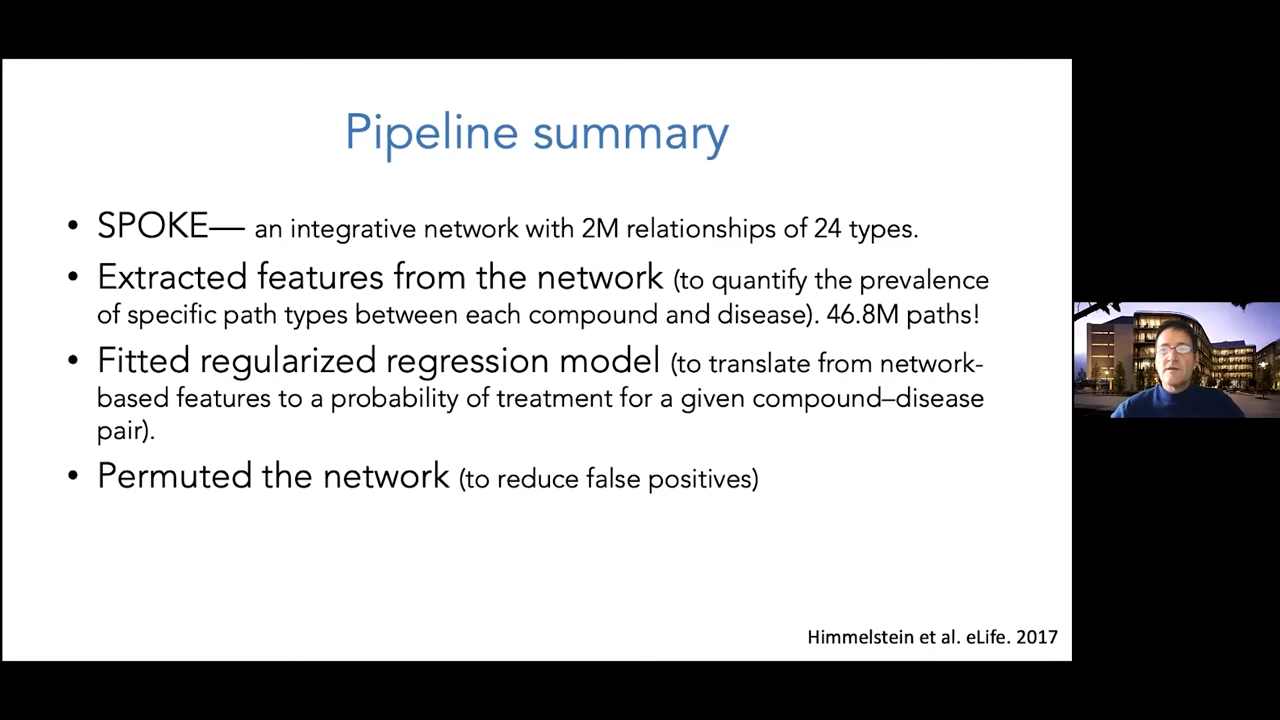 Pipeline summary
• SPOKE— an integrative network with 2M relationships of 24 types.
• Extracted features from the network (to quantify the prevalence
of specific path types between each compound and disease). 46.8M paths!
• Fitted regularized regression model (to translate from network-
based features to a probability of treatment for a given compound–disease
pair).
• Permuted the network (to reduce false positives)
Himmelstein et al. eLife. 2017